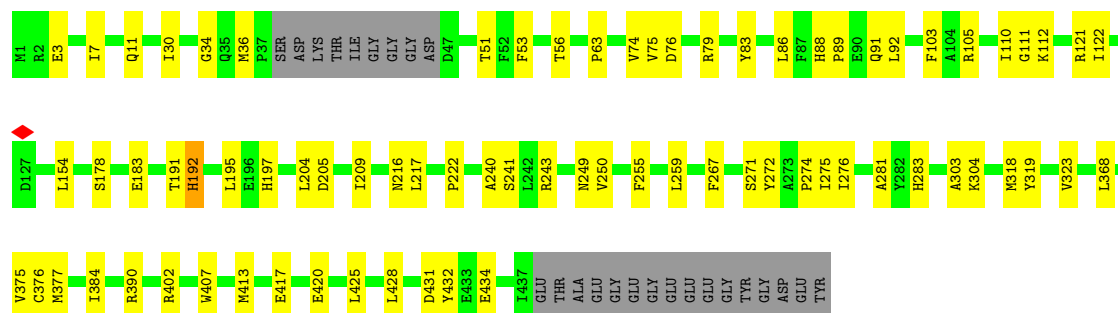 M1 R2 E3 I7 Q11 I30 G34 Q35 M36 P37 SER ASP LYS THR ILE GLY GLY GLY ASP D47 T51 F52 F53 T56 P63 V74 V75 D76 R79 Y83 L86 F87 H88 P89 E90 Q91 L92 F103 A104 R105 I110 G111 K112 R121 I122
D127 L154 S178 E183 T191 H192 L195 E196 H197 L204 D205 I209 N216 L217 P222 A240 S241 L242 R243 N249 V250 F255 L259 F267 S271 Y272 A273 P274 I275 I276 A281 Y282 H283 A303 K304 M318 Y319 V323 L368
V375 C376 M377 I384 R390 R402 W407 M413 E417 E420 L425 L428 D431 Y432 E433 E434 I437 GLU THR ALA GLU GLY GLU GLY GLU GLU GLU GLU GLY TYR GLY ASP GLU TYR